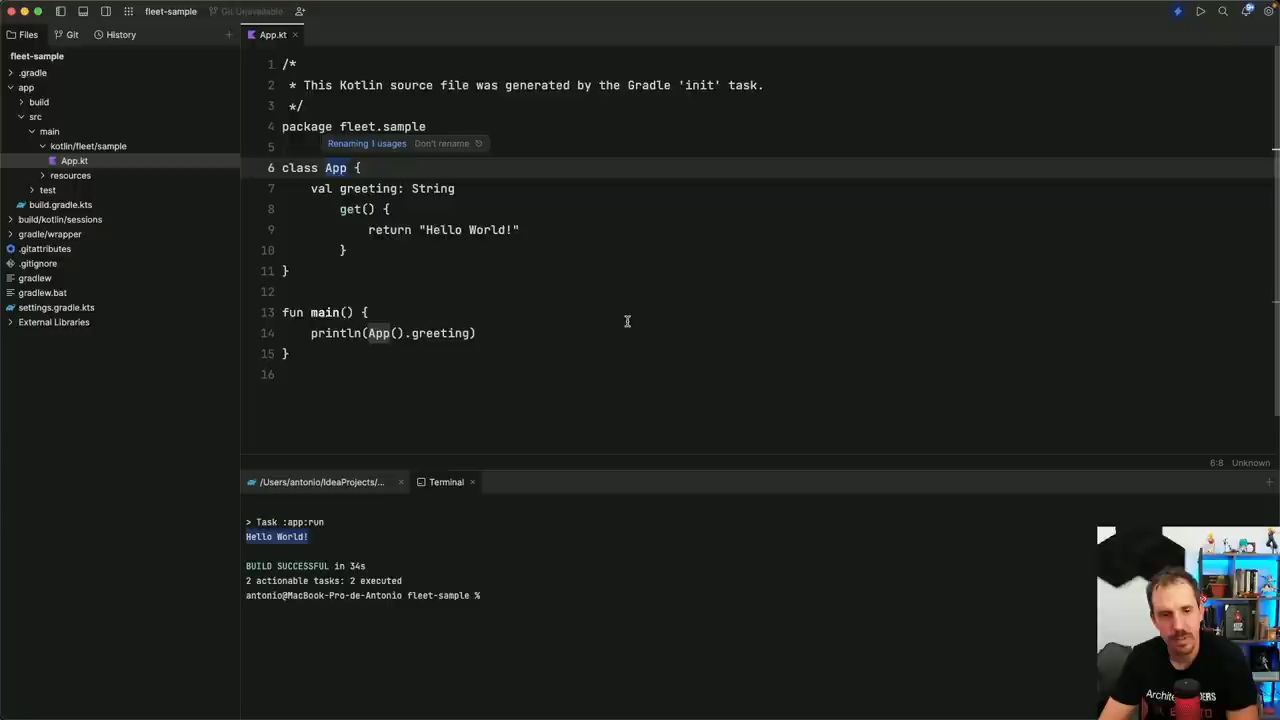 fleet-sample
Git Unavailable
Files
Git
History
App.kt
fleet-sample
.gradle
app
build
src
main
kotlin/fleet/sample
App.kt
resources
test
build.gradle.kts
build/kotlin/sessions
gradle/wrapper
.gitattributes
.gitignore
gradlew
gradlew.bat
settings.gradle.kts
External Libraries
1 /*
2 * This Kotlin source file was generated by the Gradle 'init' task.
3 */
4 package fleet.sample
Renaming 1 usages Don't rename
5
6 class App {
7 val greeting: String
8 get() {
9 return "Hello World!"
10 }
11 }
12
13 fun main() {
14 println(App().greeting)
15 }
16
6:8 Unknown
/Users/antonio/IdeaProjects/...
Terminal
> Task :app:run
Hello World!
BUILD SUCCESSFUL in 34s
2 actionable tasks: 2 executed
antonio@MacBook-Pro-de-Antonio fleet-sample %